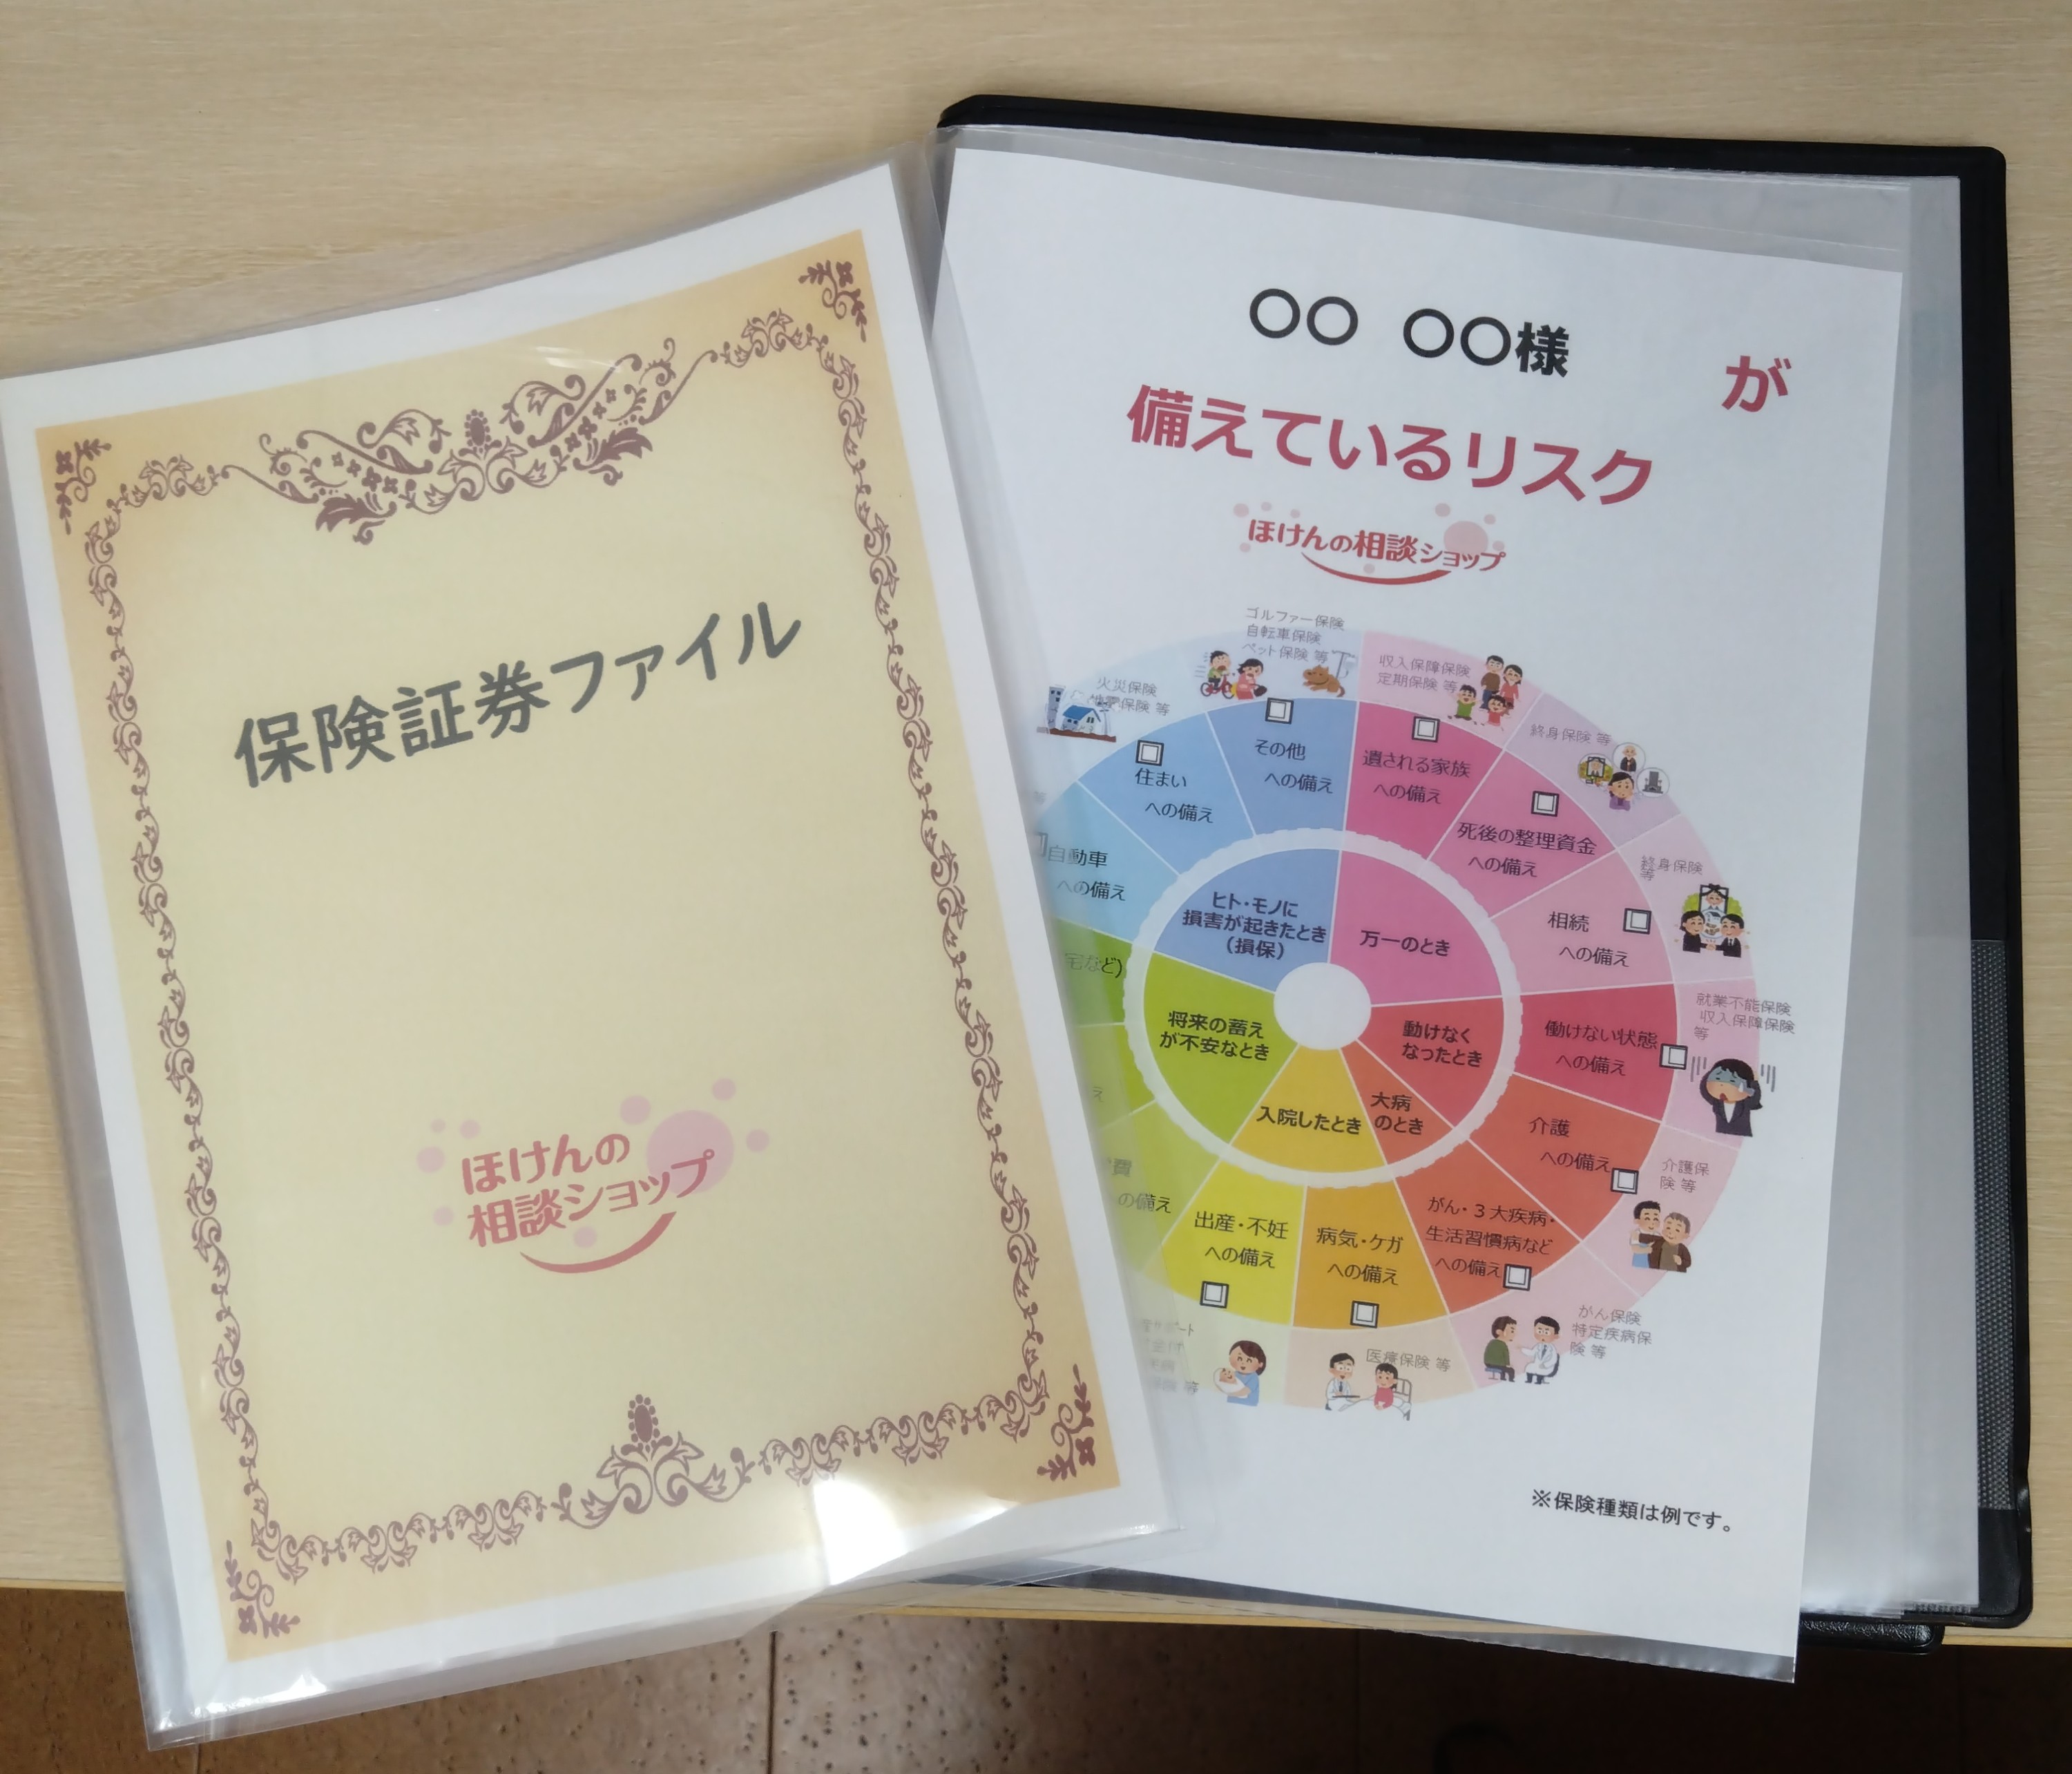 保険証券ファイル
ほけんの
相談ショップ
○○ ○○様
が
備えているリスク
ほけんの相談ショップ
ゴルファー保険
自転車保険
ペット保険 等
収入保障保険
定期保険 等
終身保険 等
終身保険
等
就業不能保険
収入保障保険
等
介護保
険 等
がん保険
特定疾病保
険 等
医療保険 等
火災保険
地震保険 等
その他
への備え
遺される家族
への備え
死後の整理資金
への備え
相続
への備え
働けない状態
への備え
介護
への備え
がん・3大疾病・
生活習慣病など
への備え
病気・ケガ
への備え
出産・不妊
への備え
費
の備え
宅など)
自動車
への備え
住まい
への備え
ヒト・モノに
損害が起きたとき
(損保)
万一のとき
動けなく
なったとき
大病
のとき
入院したとき
将来の蓄え
が不安なとき
※保険種類は例です。